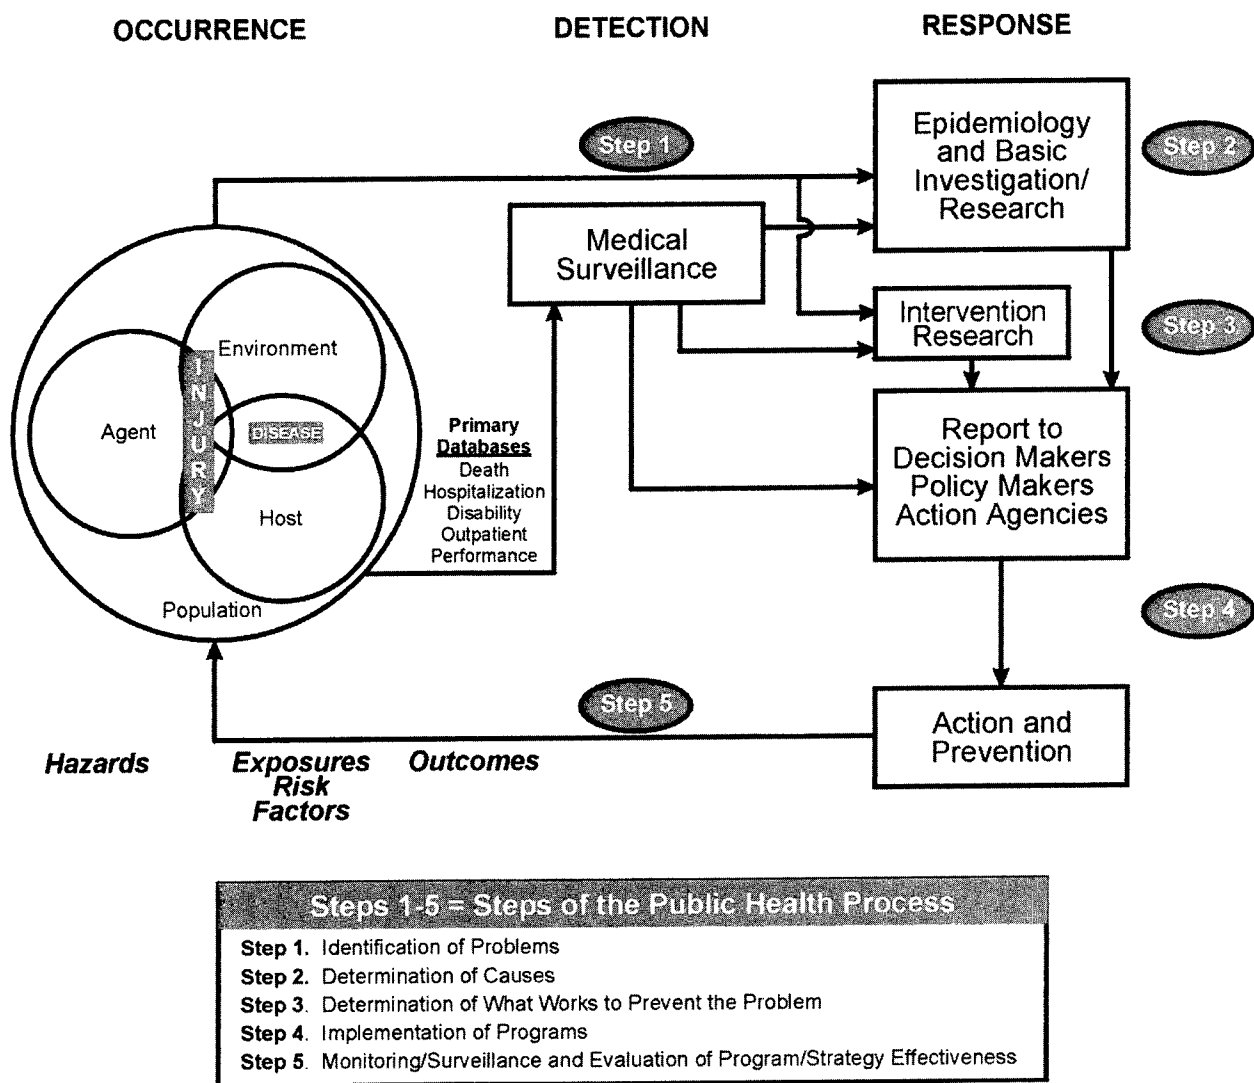 OCCURRENCE
DETECTION
RESPONSE
Step 1
Epidemiology
and Basic
Investigation/
Research
Step 2
Medical
Surveillance
Intervention
Research
Step 3
Environment
Agent
INJURY
DISEASE
Host
Population
Primary
Databases
Death
Hospitalization
Disability
Outpatient
Performance
Report to
Decision Makers
Policy Makers
Action Agencies
Step 4
Step 5
Action and
Prevention
Hazards
Exposures
Risk
Factors
Outcomes
Steps 1-5 = Steps of the Public Health Process
Step 1. Identification of Problems
Step 2. Determination of Causes
Step 3. Determination of What Works to Prevent the Problem
Step 4. Implementation of Programs
Step 5. Monitoring/Surveillance and Evaluation of Program/Strategy Effectiveness